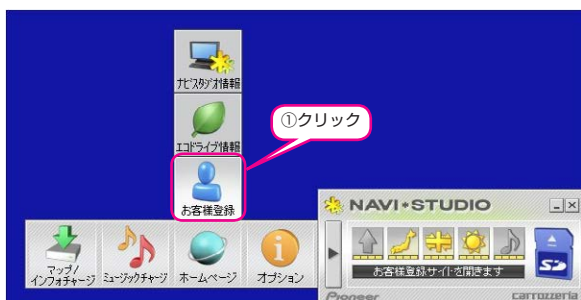 ナビスタジオ情報
エコドライブ情報
①クリック
お客様登録
NAVI*STUDIO
マップ/
インフォチャージ
ミュージックチャージ
ホームページ
オプション
お客様登録サイトを開きます
SD
Pioneer
carrozzeria